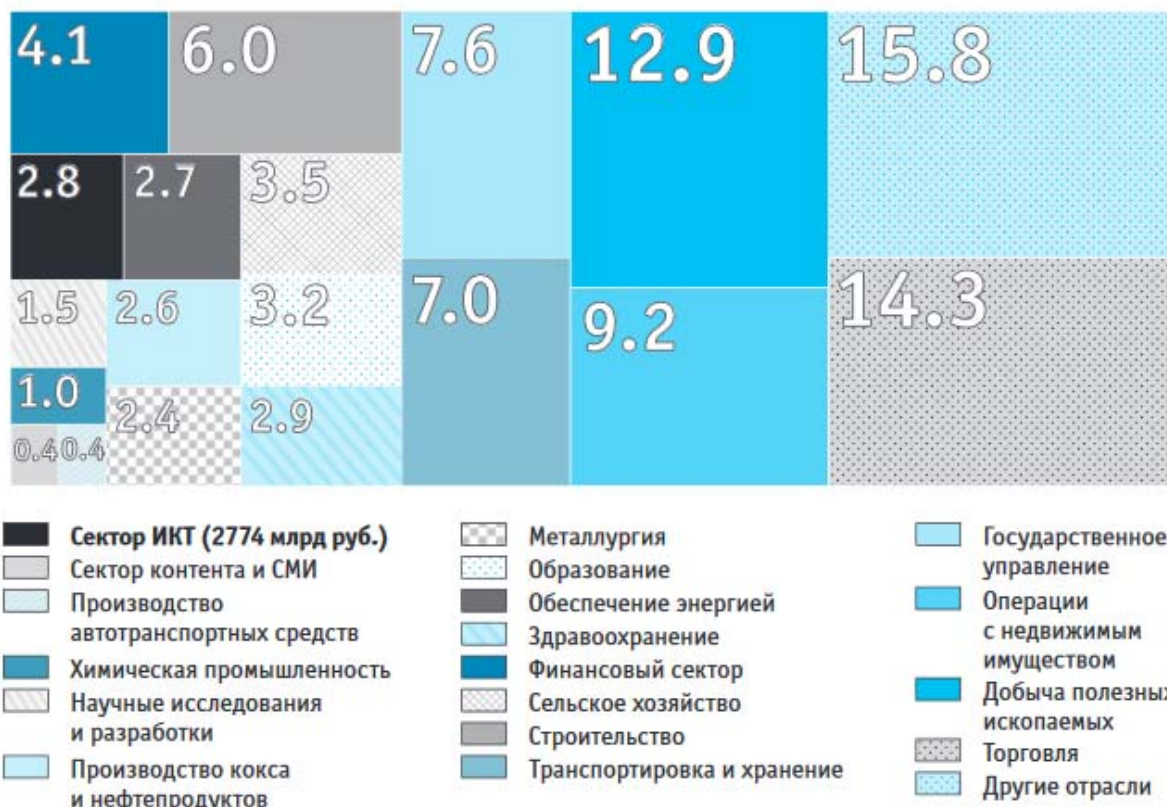 4.1
6.0
7.6
12.9
15.8
2.8
2.7
3.5
7.0
14.3
1.5
2.6
3.2
9.2
1.0
2.4
2.9
0.4
0.4
Сектор ИКТ (2774 млрд руб.)
Сектор контента и СМИ
Производство
автотранспортных средств
Химическая промышленность
Научные исследования
и разработки
Производство кокса
и нефтепродуктов
Металлургия
Образование
Обеспечение энергией
Здравоохранение
Финансовый сектор
Сельское хозяйство
Строительство
Транспортировка и хранение
Государственное
управление
Операции
с недвижимым
имуществом
Добыча полезных
ископаемых
Торговля
Другие отрасли